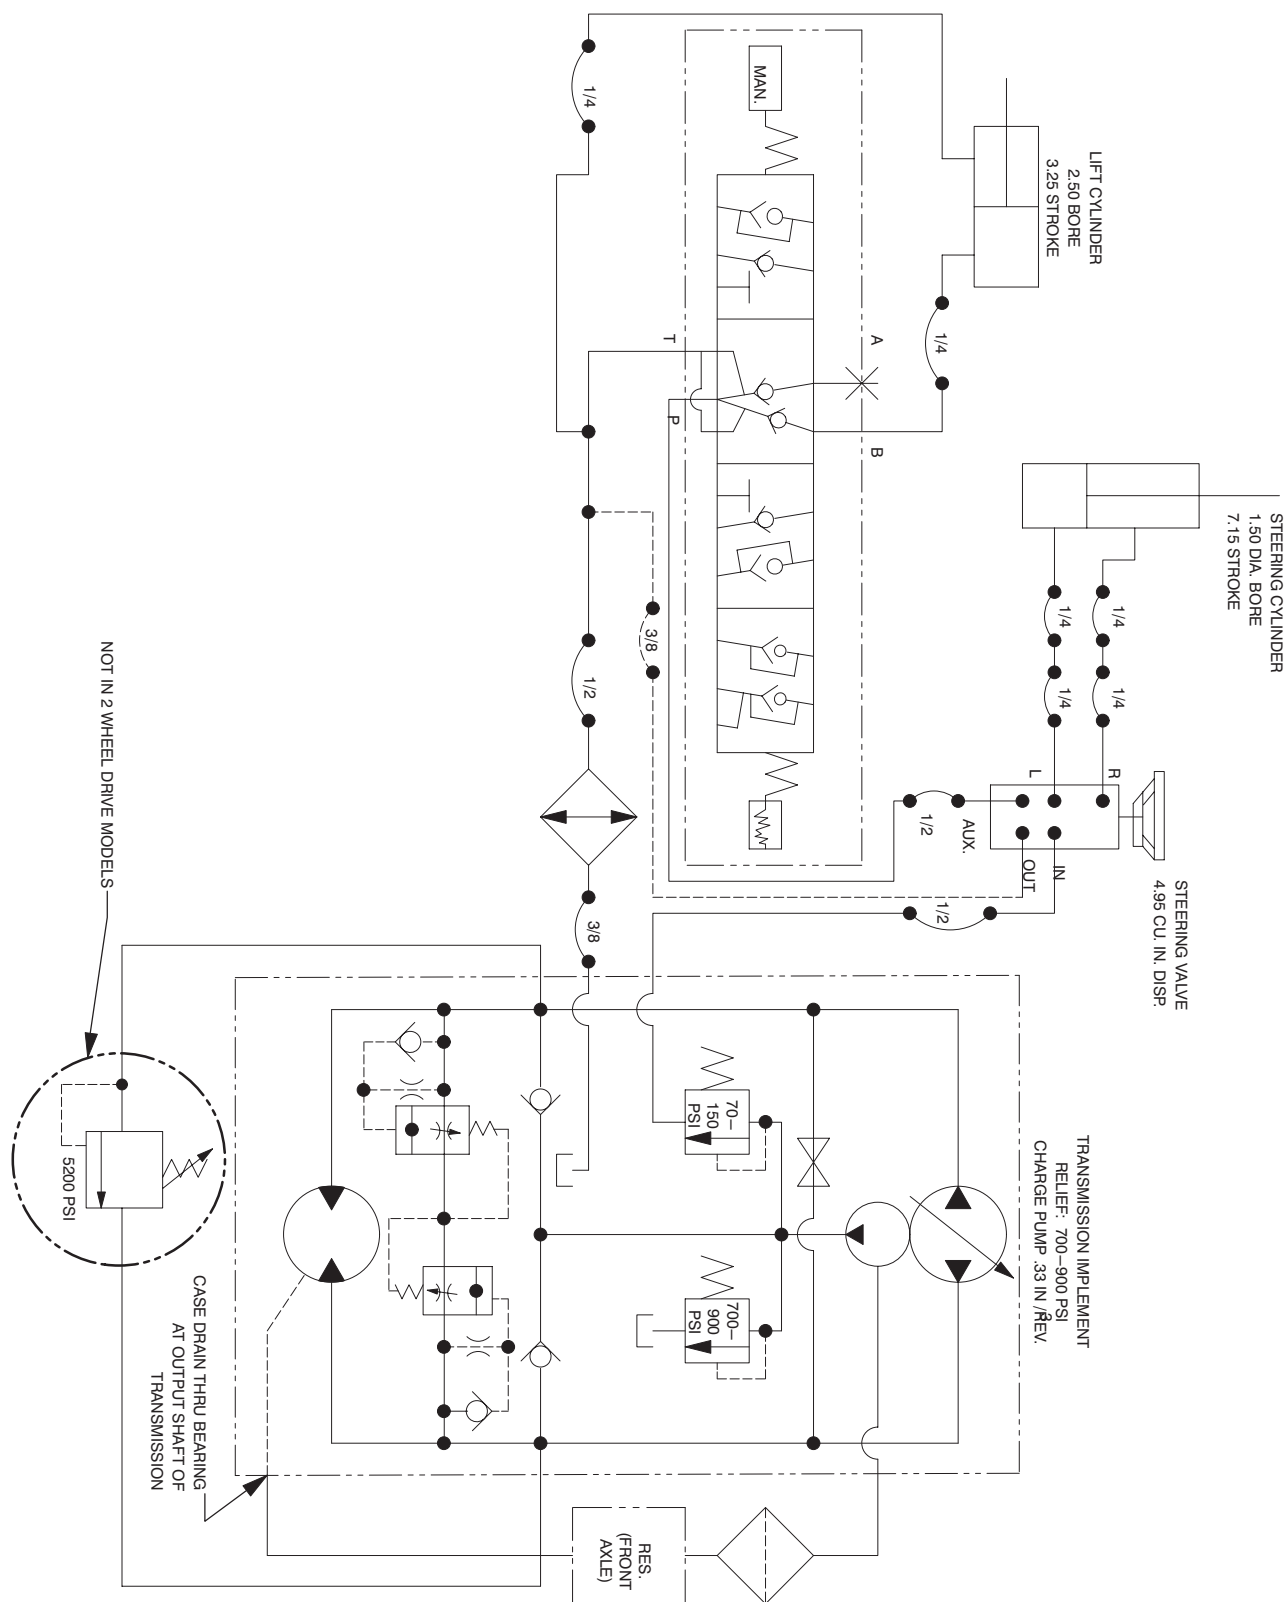 STEERING CYLINDER
1.50 DIA. BORE
7.15 STROKE
STEERING VALVE
4.95 CU. IN. DISP.
LIFT CYLINDER
2.50 BORE
3.25 STROKE
1/4
1/4
1/4
1/4
R
L
IN
OUT
AUX.
1/2
1/2
1/4
A
B
MAN.
T
P
1/4
3/8
1/2
3/8
TRANSMISSION IMPLEMENT
RELIEF: 700–900 PSI
CHARGE PUMP .33 IN /REV.
3
70–
150
PSI
700–
900
PSI
RES.
(FRONT
AXLE)
CASE DRAIN THRU BEARING
AT OUTPUT SHAFT OF
TRANSMISSION
NOT IN 2 WHEEL DRIVE MODELS
5200 PSI